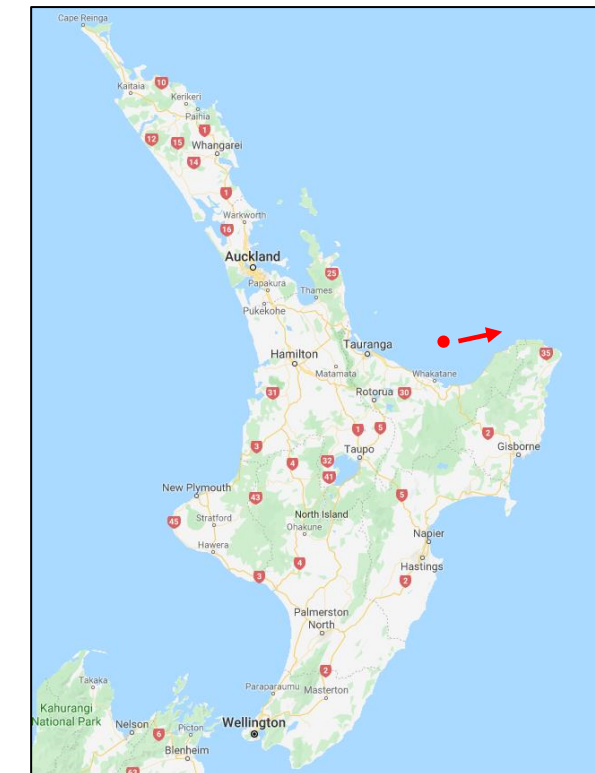 Cape Reinga
Kaitaia
10
Kerikeri
Paihia
1
12
15
Whangarei
14
1
Warkworth
16
Auckland
25
Papakura
Thames
Pukekohe
Tauranga
Hamilton
35
Matamata
Whakatane
Rotorua
31
30
1
5
2
3
Gisborne
Taupo
4
32
41
New Plymouth
43
5
North Island
45
Stratford
Ohakune
Napier
Hawera
4
Hastings
3
2
Palmerston
North
2
Takaka
Paraparaumu
Masterton
Kahurangi
National Park
Nelson
Picton
Wellington
6
Blenheim
63